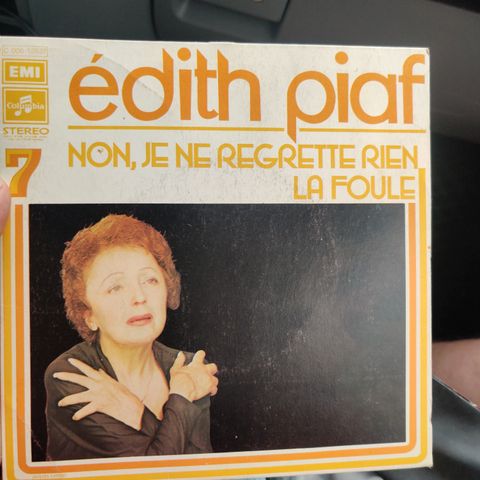 EMI
Columbia
STEREO
7
édith piaf
NON, JE NE REGRETTE RIEN
LA FOULE